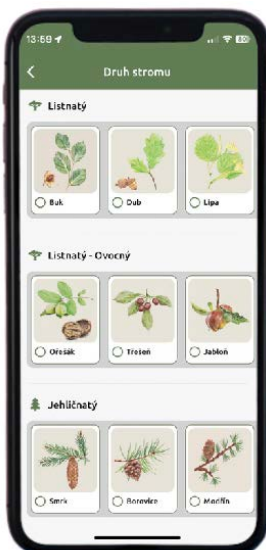 13:59
Druh stromu
Listnatý
Buk Dub Lípa
Listnatý - Ovocný
Ořešák Třešeň Jabloň
Jehličnatý
Smrk Borovice Modřín